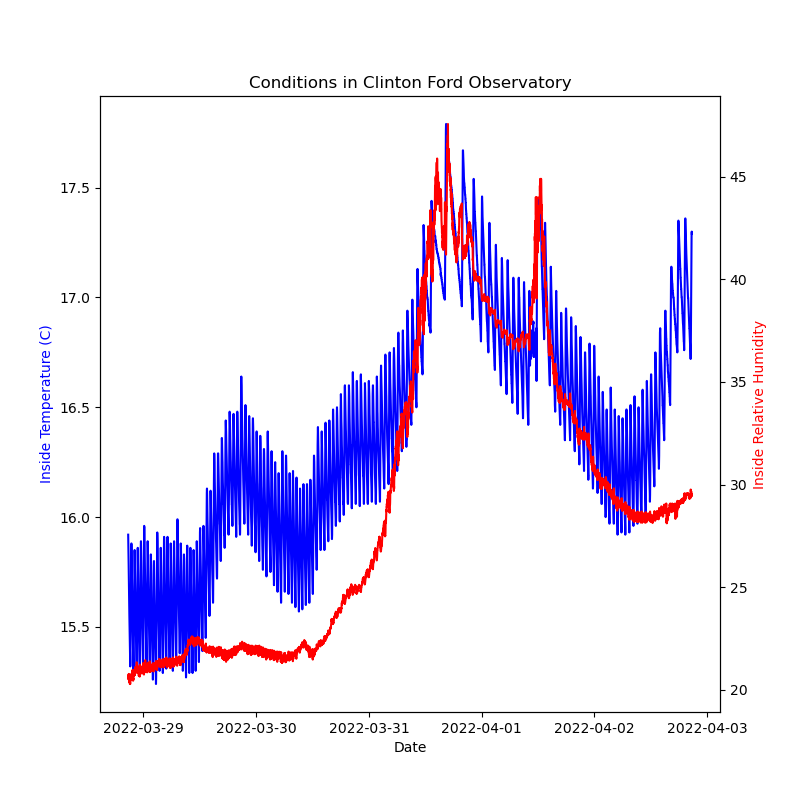 Conditions in Clinton Ford Observatory
17.5
17.0
16.5
16.0
15.5
Inside Temperature (C)
45
40
35
30
25
20
Inside Relative Humidity
2022-03-29 2022-03-30 2022-03-31 2022-04-01 2022-04-02 2022-04-03
Date